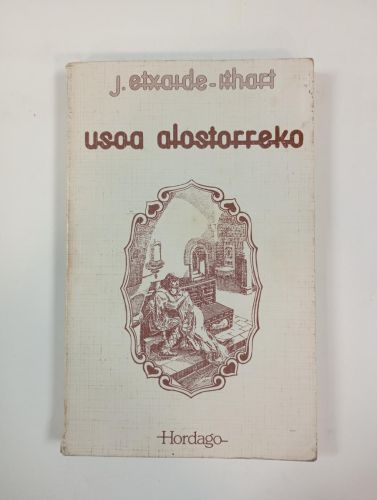 j. etxaide-ithart
usoa alostorreko
Hordago